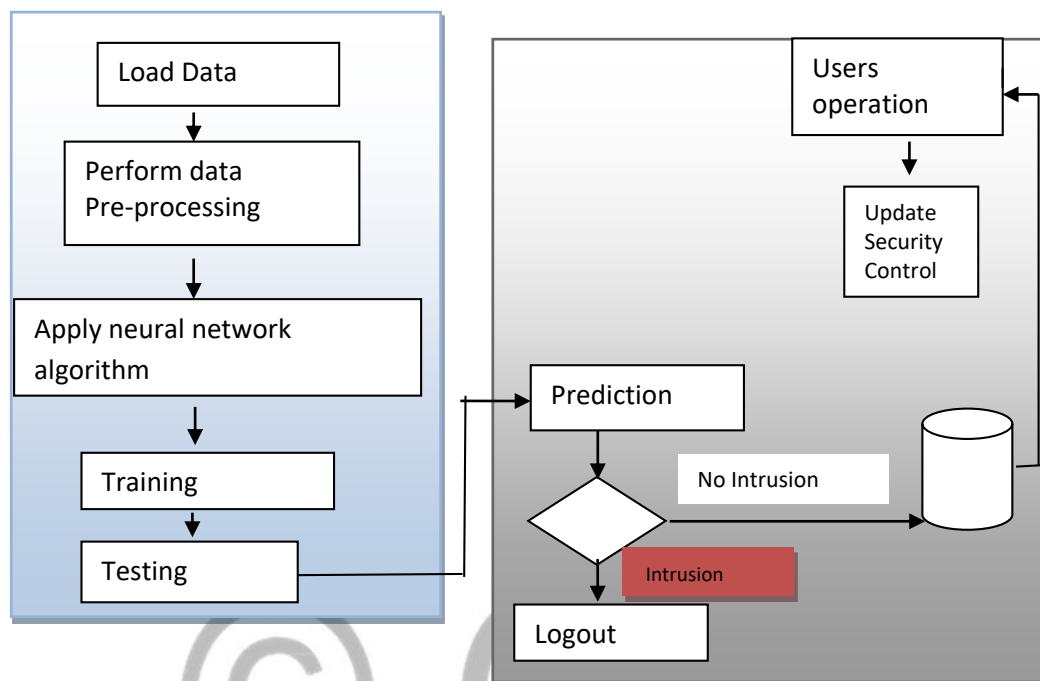 Load Data
Perform data
Pre-processing
Apply neural network
algorithm
Training
Testing
Users
operation
Update
Security
Control
Prediction
No Intrusion
Intrusion
Logout